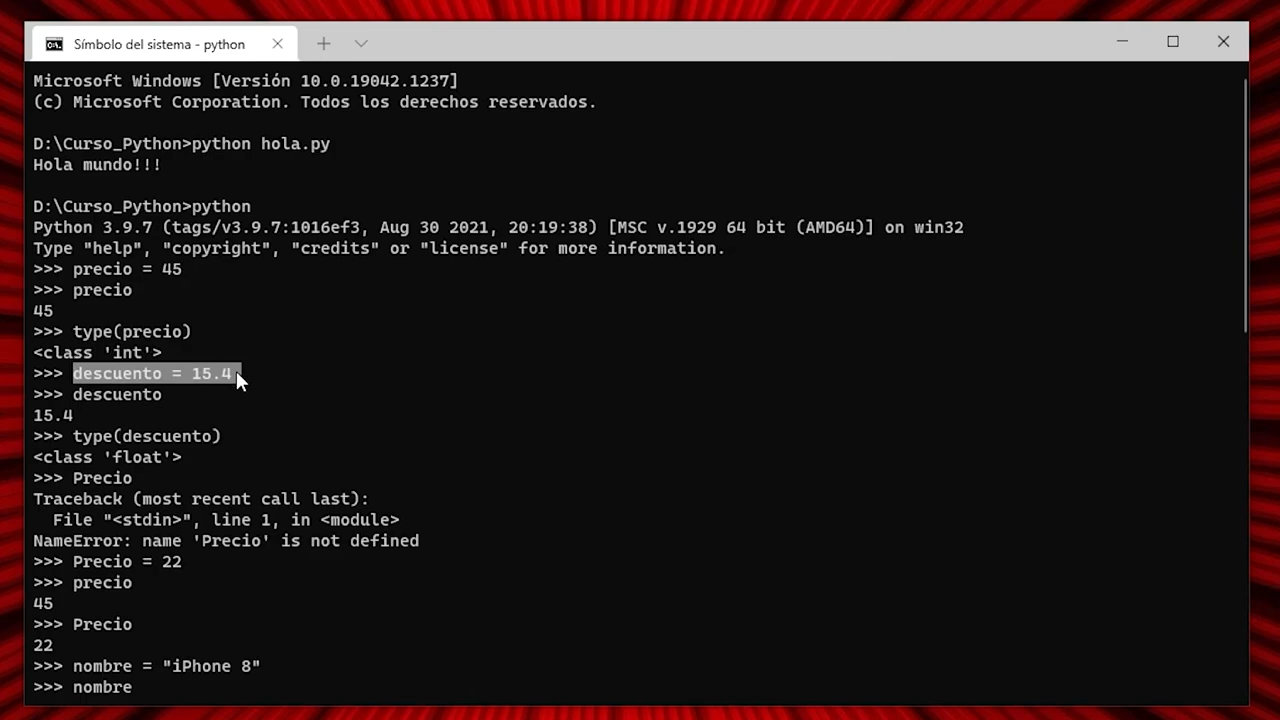 Símbolo del sistema - python
Microsoft Windows [Versión 10.0.19042.1237]
(c) Microsoft Corporation. Todos los derechos reservados.
D:\Curso_Python>python hola.py
Hola mundo!!!
D:\Curso_Python>python
Python 3.9.7 (tags/v3.9.7:1016ef3, Aug 30 2021, 20:19:38) [MSC v.1929 64 bit (AMD64)] on win32
Type "help", "copyright", "credits" or "license" for more information.
>>> precio = 45
>>> precio
45
>>> type(precio)
<class 'int'>
>>> descuento = 15.4
>>> descuento
15.4
>>> type(descuento)
<class 'float'>
>>> Precio
Traceback (most recent call last):
  File "<stdin>", line 1, in <module>
NameError: name 'Precio' is not defined
>>> Precio = 22
>>> precio
45
>>> Precio
22
>>> nombre = "iPhone 8"
>>> nombre